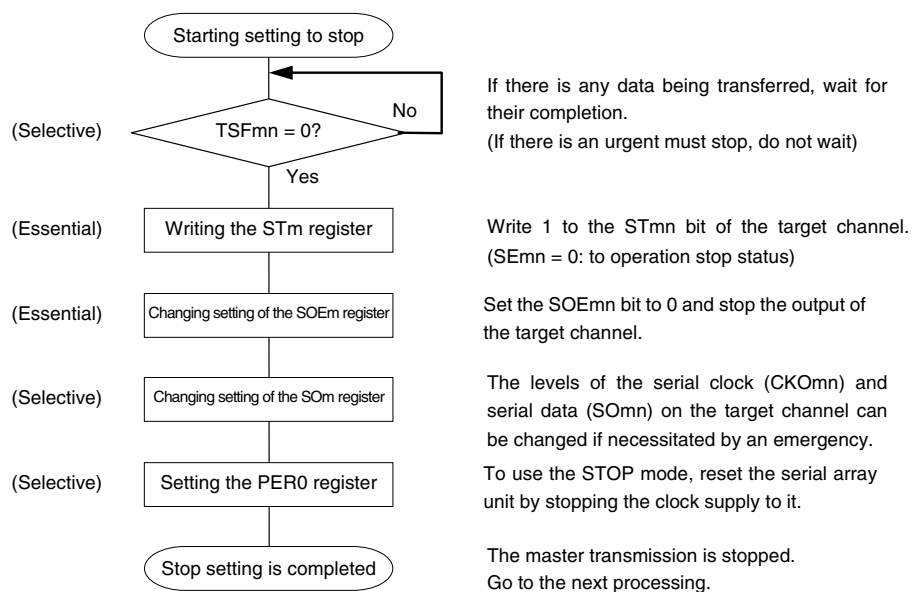 Starting setting to stop
No
If there is any data being transferred, wait for
their completion.
(If there is an urgent must stop, do not wait)
(Selective)
TSFmn = 0?
Yes
(Essential)
Writing the STm register
Write 1 to the STmn bit of the target channel.
(SEmn = 0: to operation stop status)
(Essential)
Changing setting of the SOEm register
Set the SOEmn bit to 0 and stop the output of
the target channel.
(Selective)
Changing setting of the SOm register
The levels of the serial clock (CKOmn) and
serial data (SOmn) on the target channel can
be changed if necessitated by an emergency.
(Selective)
Setting the PER0 register
To use the STOP mode, reset the serial array
unit by stopping the clock supply to it.
Stop setting is completed
The master transmission is stopped.
Go to the next processing.